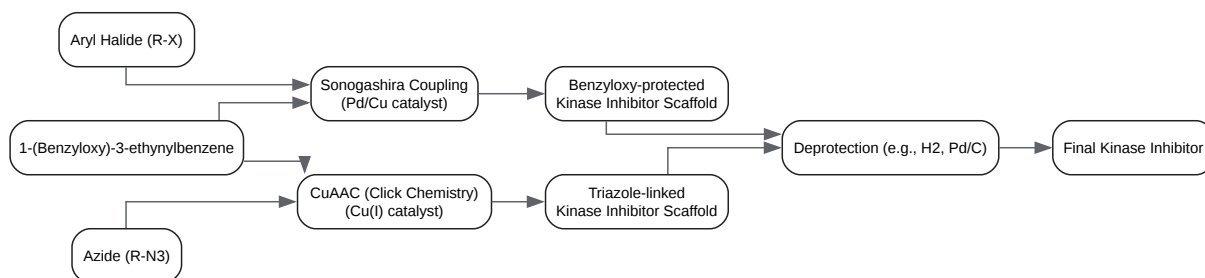 Aryl Halide (R-X)
1-(Benzyloxy)-3-ethynylbenzene
Azide (R-N3)
Sonogashira Coupling
(Pd/Cu catalyst)
CuAAC (Click Chemistry)
(Cu(I) catalyst)
Benzyloxy-protected
Kinase Inhibitor Scaffold
Triazole-linked
Kinase Inhibitor Scaffold
Deprotection (e.g., H2, Pd/C)
Final Kinase Inhibitor